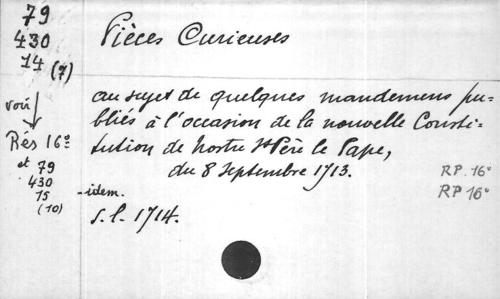 79
430
14 (7)
voir
Rés 16°
et 79
430
15
(10)
Pièces Curieuses
au sujet de quelques mandemens pu-
bliés à l'occasion de la nouvelle Consti-
tution de Nostre St Père le Pape,
du 8 Septembre 1713.
RP. 16°
-idem.
RP 16°
S.l. 1714.